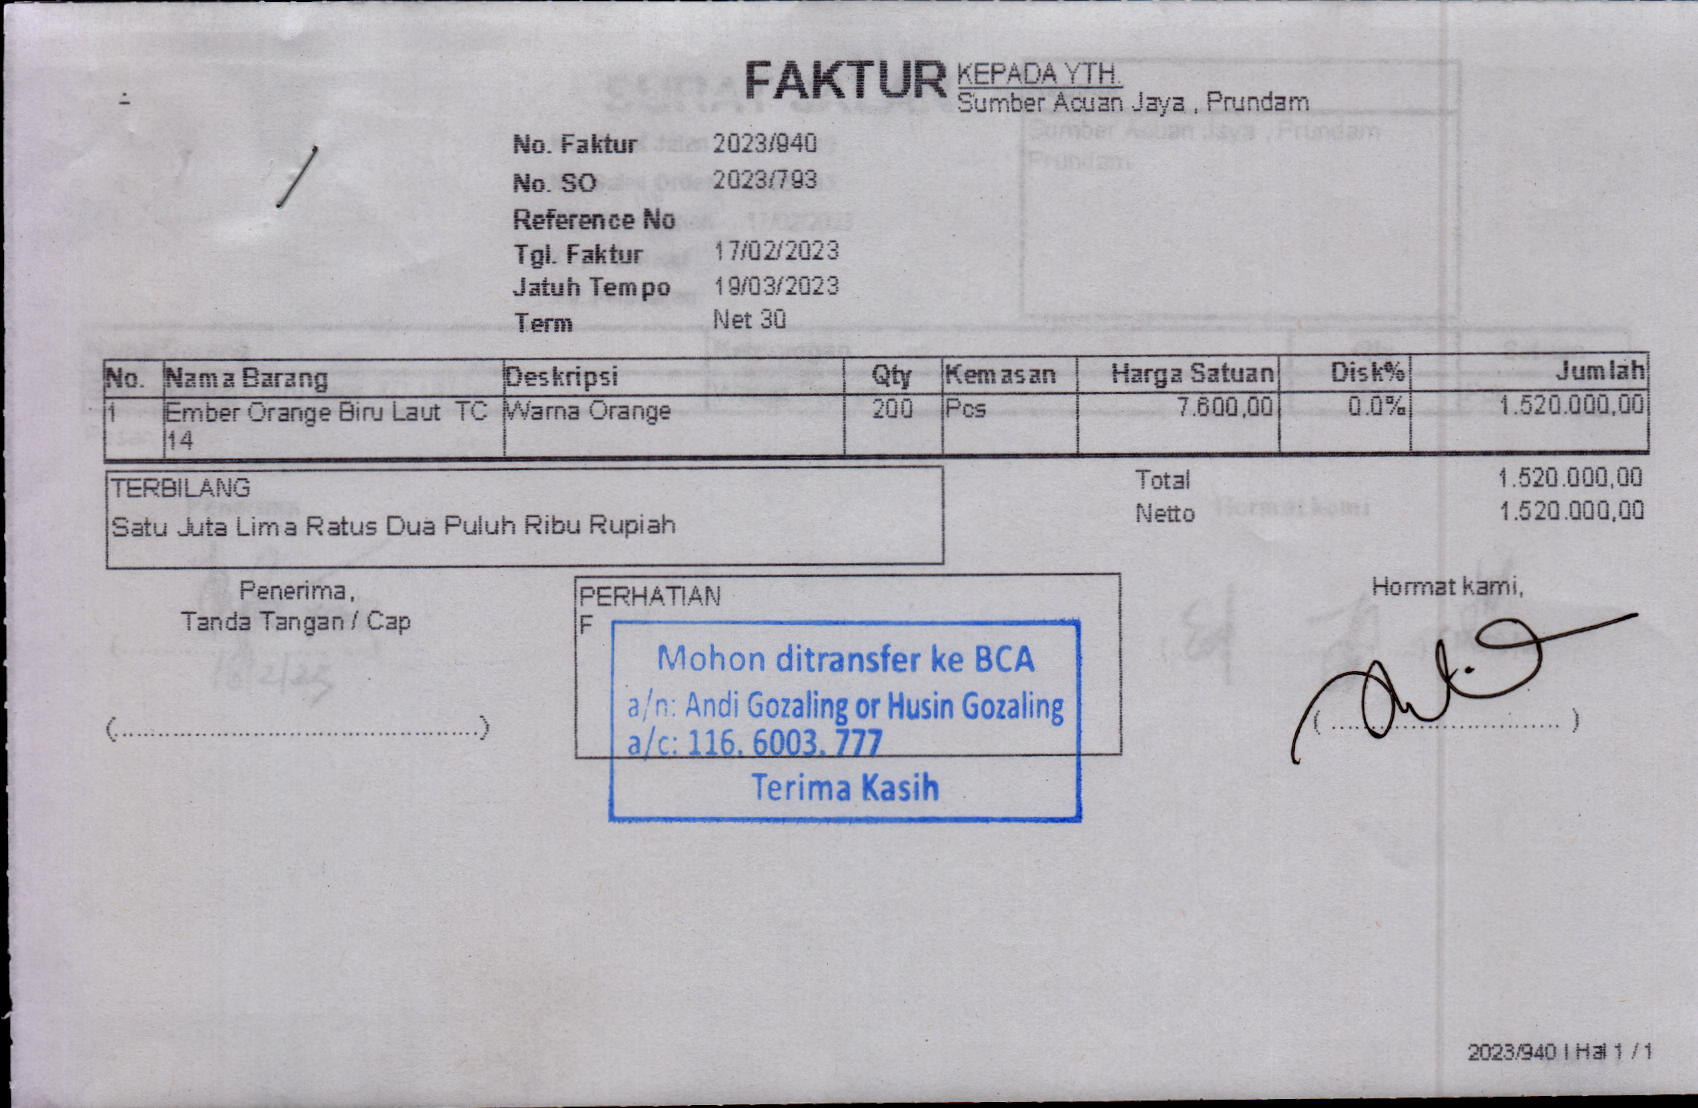 FAKTUR
KEPADA YTH.
Sumber Acuan Jaya , Prundam
No. Faktur 2023/940
No. SO 2023/793
Reference No
Tgl. Faktur 17/02/2023
Jatuh Tempo 19/03/2023
Term Net 30
No. Nama Barang Deskripsi Qty Kemasan Harga Satuan Disk% Jumlah
1 Ember Orange Biru Laut TC Warna Orange 200 Pcs 7.600,00 0.0% 1.520.000,00
14
TERBILANG
Satu Juta Lima Ratus Dua Puluh Ribu Rupiah
Total 1.520.000,00
Netto 1.520.000,00
Penerima,
Tanda Tangan / Cap
(..................................................)
PERHATIAN
F
Mohon ditransfer ke BCA
a/n: Andi Gozaling or Husin Gozaling
a/c: 116. 6003. 777
Terima Kasih
Hormat kami,
( ................................ )
2023/940 | Hal 1 / 1